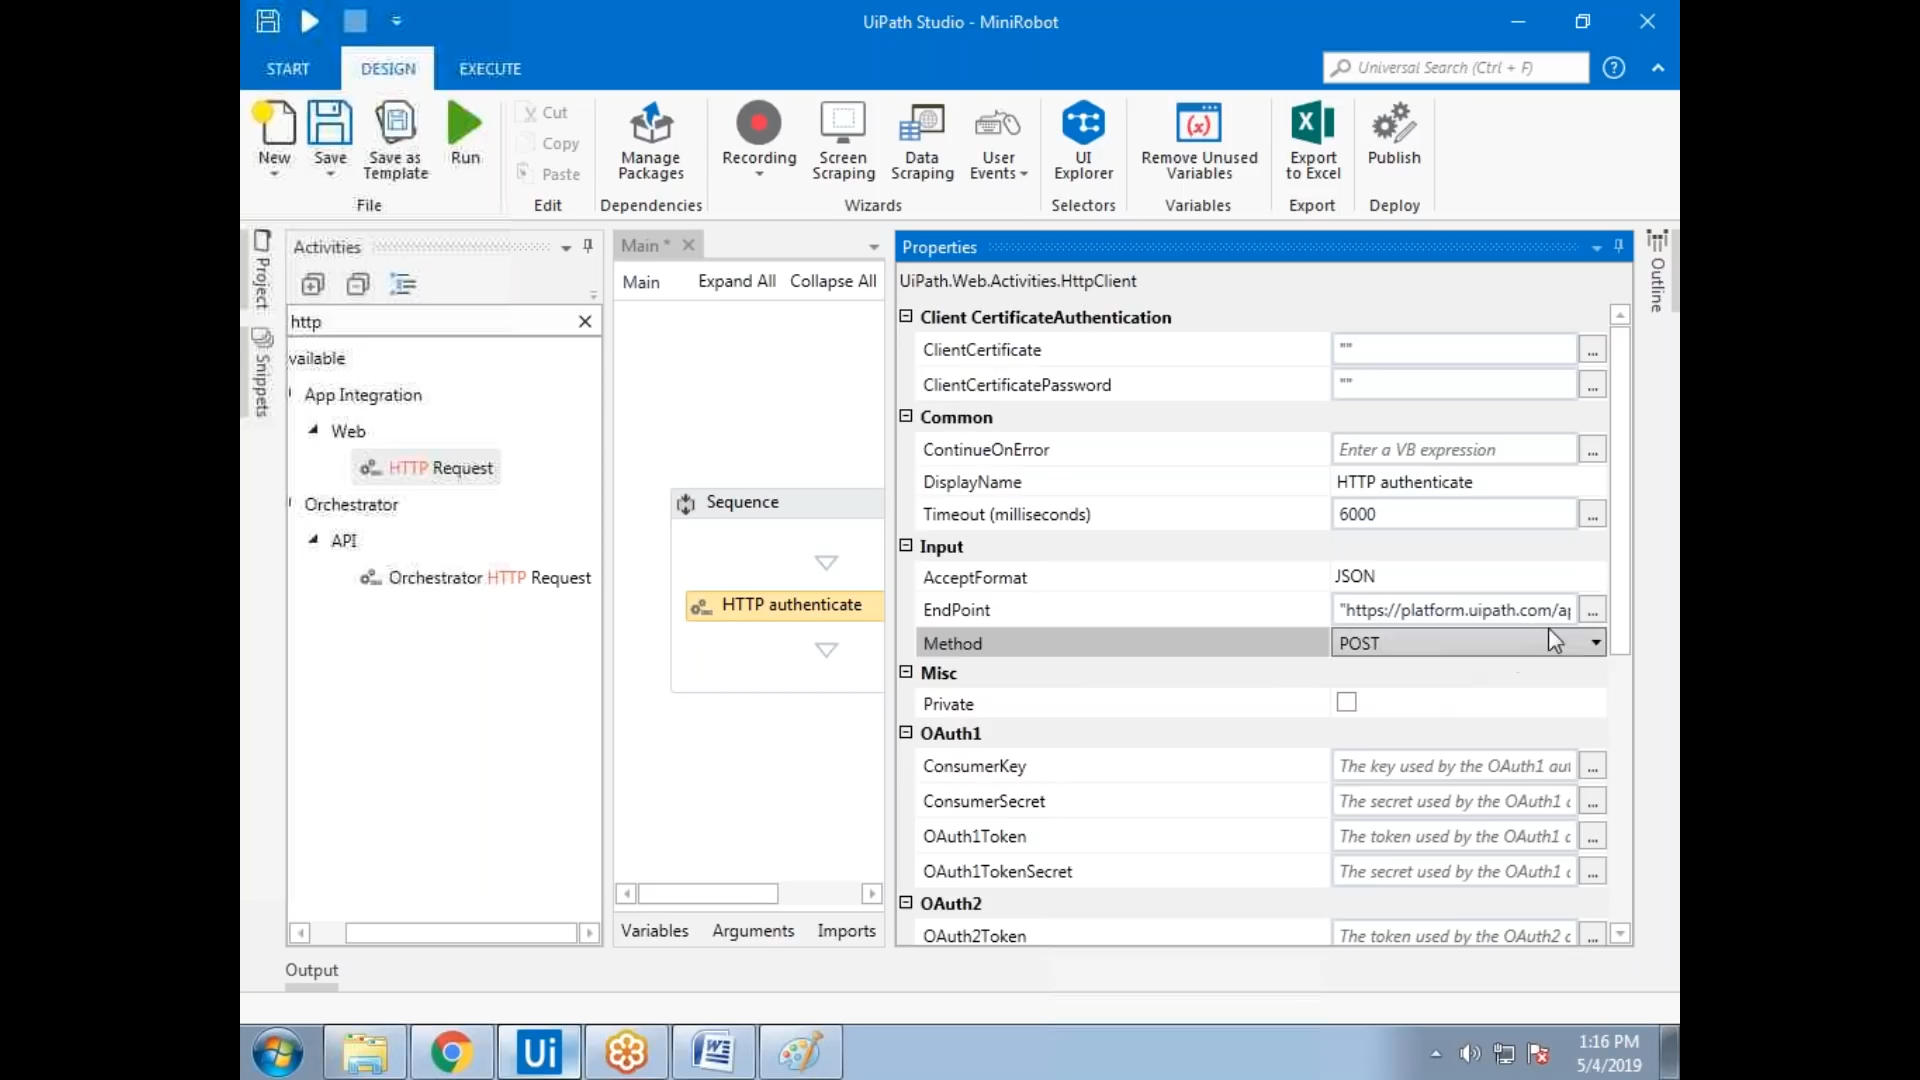 UiPath Studio - MiniRobot
START
DESIGN
EXECUTE
Universal Search (Ctrl + F)
New
Save
Save as Template
Run
File
Cut
Copy
Paste
Edit
Manage Packages
Dependencies
Recording
Screen Scraping
Data Scraping
User Events
Wizards
UI Explorer
Selectors
Remove Unused Variables
Variables
Export to Excel
Export
Publish
Deploy
Project
Snippets
Activities
http
vailable
App Integration
Web
HTTP Request
Orchestrator
API
Orchestrator HTTP Request
Main *
Main
Expand All
Collapse All
Sequence
HTTP authenticate
Variables
Arguments
Imports
Properties
UiPath.Web.Activities.HttpClient
Client CertificateAuthentication
ClientCertificate ""
ClientCertificatePassword ""
Common
ContinueOnError Enter a VB expression
DisplayName HTTP authenticate
Timeout (milliseconds) 6000
Input
AcceptFormat JSON
EndPoint "https://platform.uipath.com/ap
Method POST
Misc
Private
OAuth1
ConsumerKey The key used by the OAuth1 aut
ConsumerSecret The secret used by the OAuth1 c
OAuth1Token The token used by the OAuth1 c
OAuth1TokenSecret The secret used by the OAuth1 c
OAuth2
OAuth2Token The token used by the OAuth2 c
Outline
Output
Ui
1:16 PM
5/4/2019